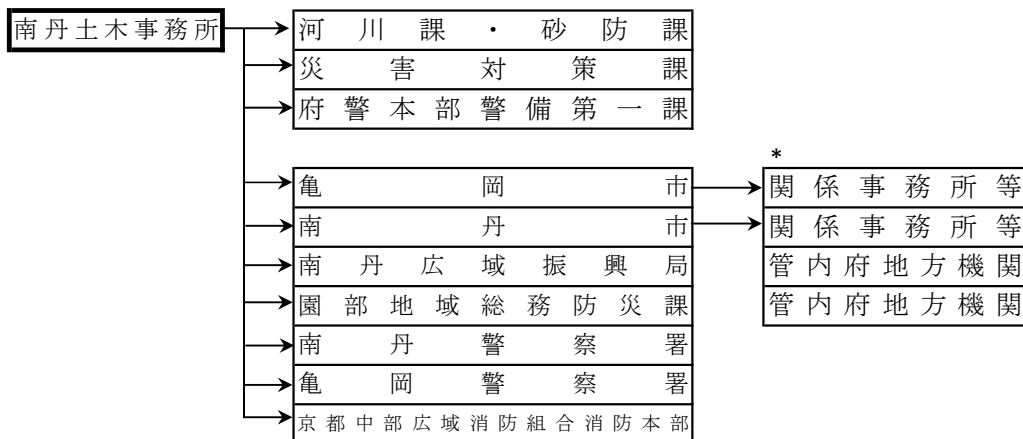 南丹土木事務所
河川課・砂防課
災害対策課
府警本部警備第一課
*
亀岡市
関係事務所等
南丹市
関係事務所等
南丹広域振興局
管内府地方機関
園部地域総務防災課
管内府地方機関
南丹警察署
亀岡警察署
京都中部広域消防組合消防本部